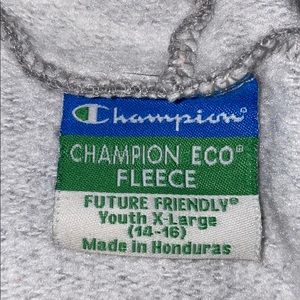 Champion
CHAMPION ECO®
FLEECE
FUTURE FRIENDLY®
Youth X-Large
(14-16)
Made in Honduras